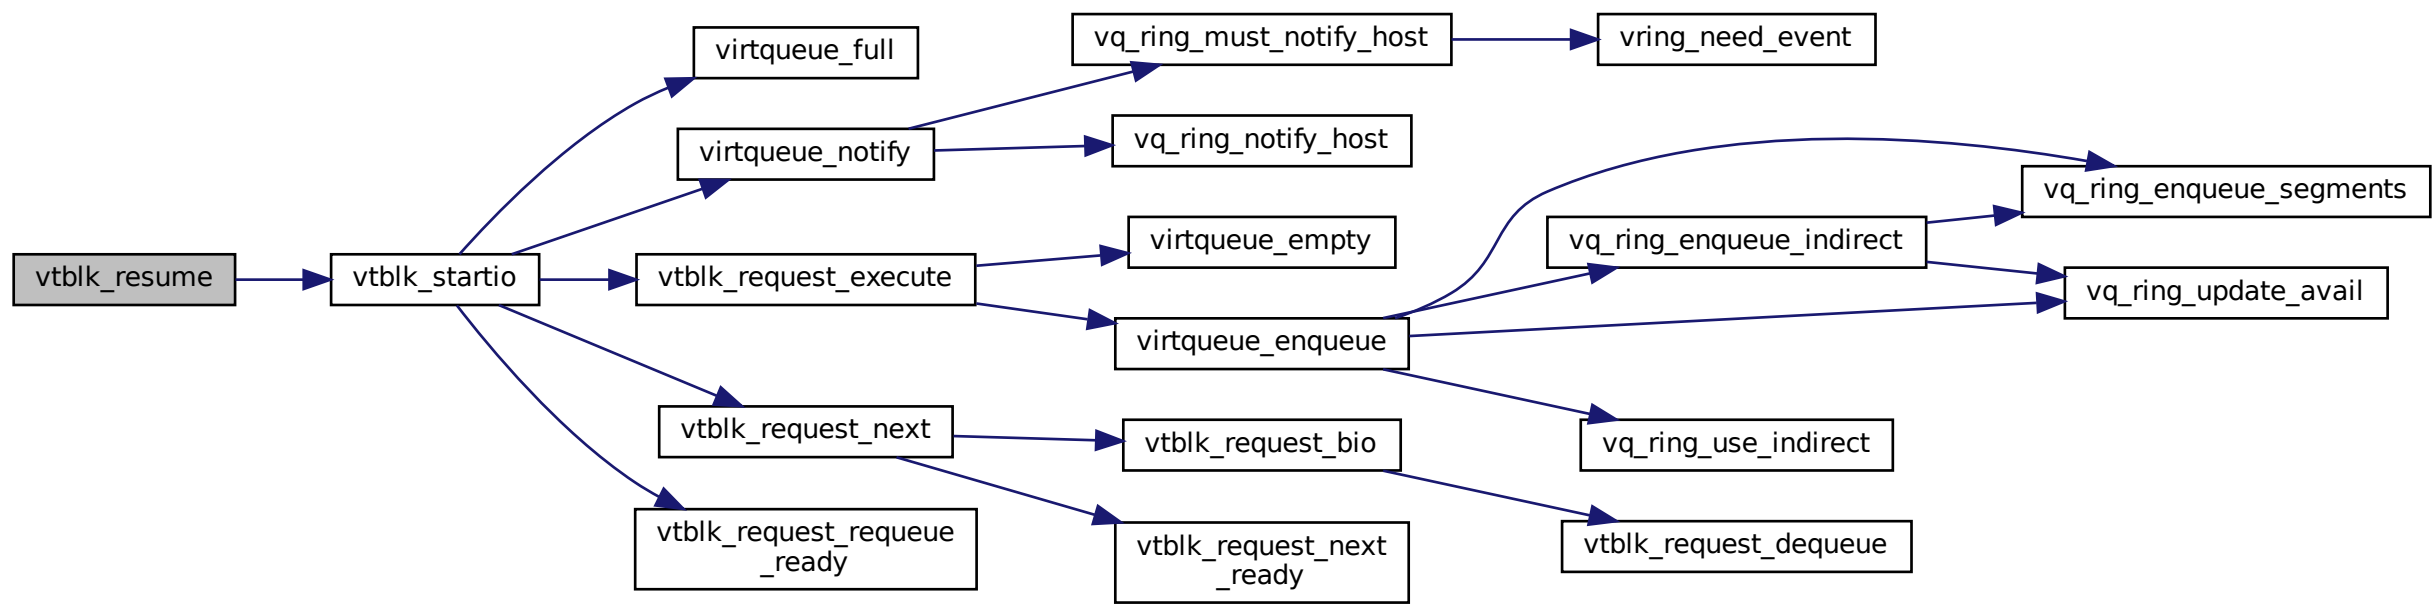 vtblk_resume
vtblk_startio
virtqueue_full
virtqueue_notify
vtblk_request_execute
vtblk_request_next
vtblk_request_requeue
_ready
vq_ring_must_notify_host
vq_ring_notify_host
virtqueue_empty
virtqueue_enqueue
vtblk_request_bio
vtblk_request_next
_ready
vring_need_event
vq_ring_enqueue_indirect
vq_ring_use_indirect
vtblk_request_dequeue
vq_ring_enqueue_segments
vq_ring_update_avail